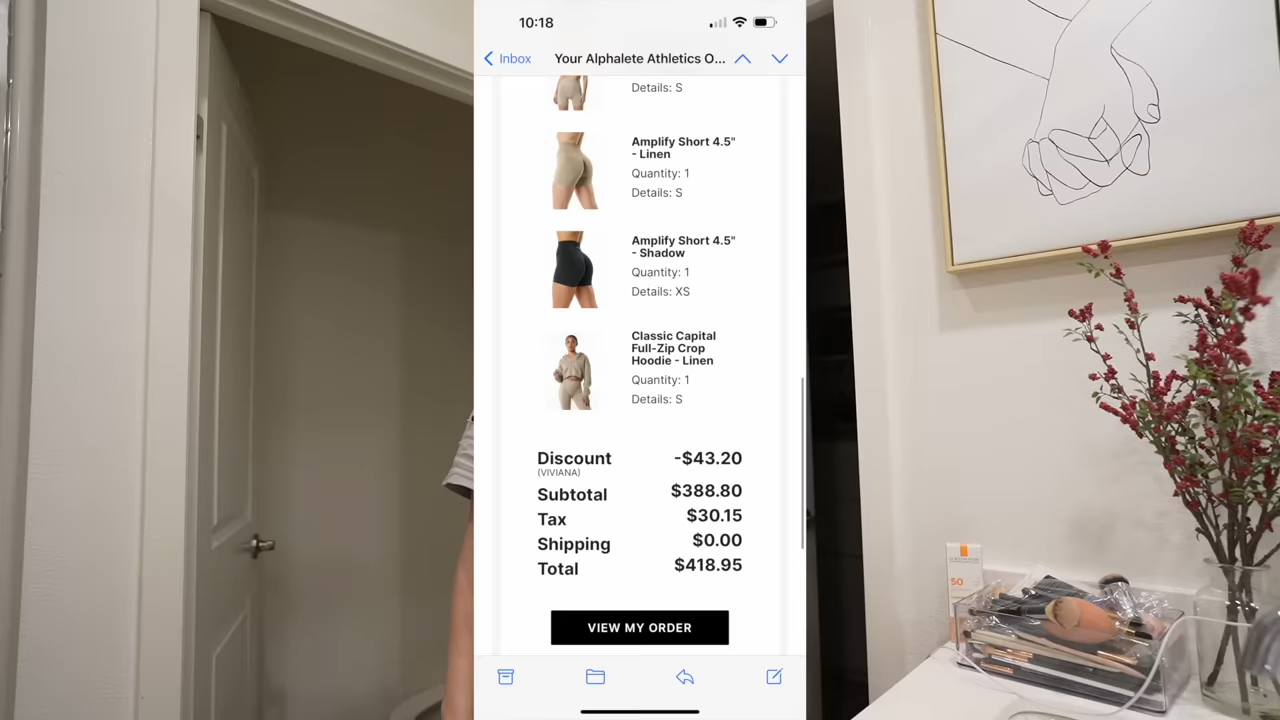 10:18
Inbox
Your Alphalete Athletics O...
Details: S
Amplify Short 4.5"
- Linen
Quantity: 1
Details: S
Amplify Short 4.5"
- Shadow
Quantity: 1
Details: XS
Classic Capital
Full-Zip Crop
Hoodie - Linen
Quantity: 1
Details: S
Discount -$43.20
(VIVIANA)
Subtotal $388.80
Tax $30.15
Shipping $0.00
Total $418.95
VIEW MY ORDER
50